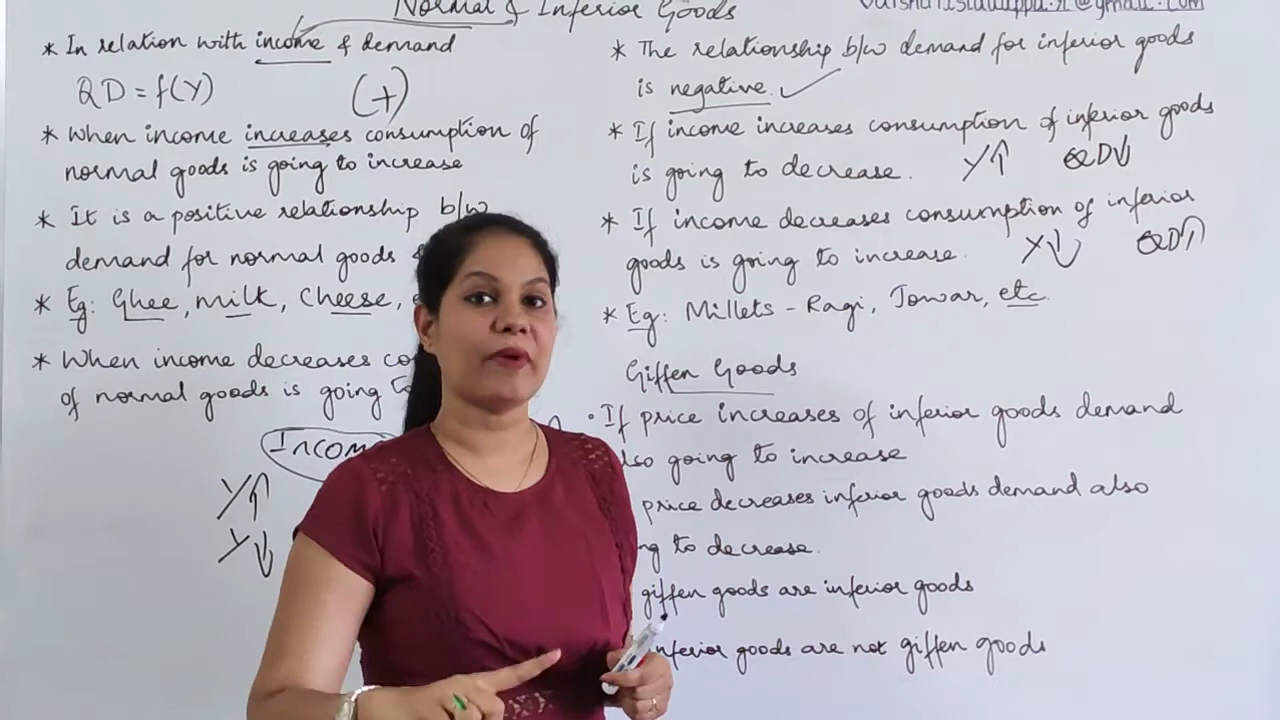 Normal & Inferior Goods
* In relation with income & demand
QD = f(Y) (+)
* When income increases consumption of
normal goods is going to increase
* It is a positive relationship b/w
demand for normal goods
* Eg: Ghee, milk, Cheese,
* When income decreases
of normal goods is going
Y↑
Y↓
* The relationship b/w demand for inferior goods
is negative. ✓
* If income increases consumption of inferior goods
is going to decrease. Y↑ QD↓
* If income decreases consumption of inferior
goods is going to increase. Y↓ QD↑
* Eg: Millets - Ragi, Jowar, etc.
Giffen Goods
• If price increases of inferior goods demand
going to increase
price decreases inferior goods demand also
to decrease.
giffen goods are inferior goods
inferior goods are not giffen goods